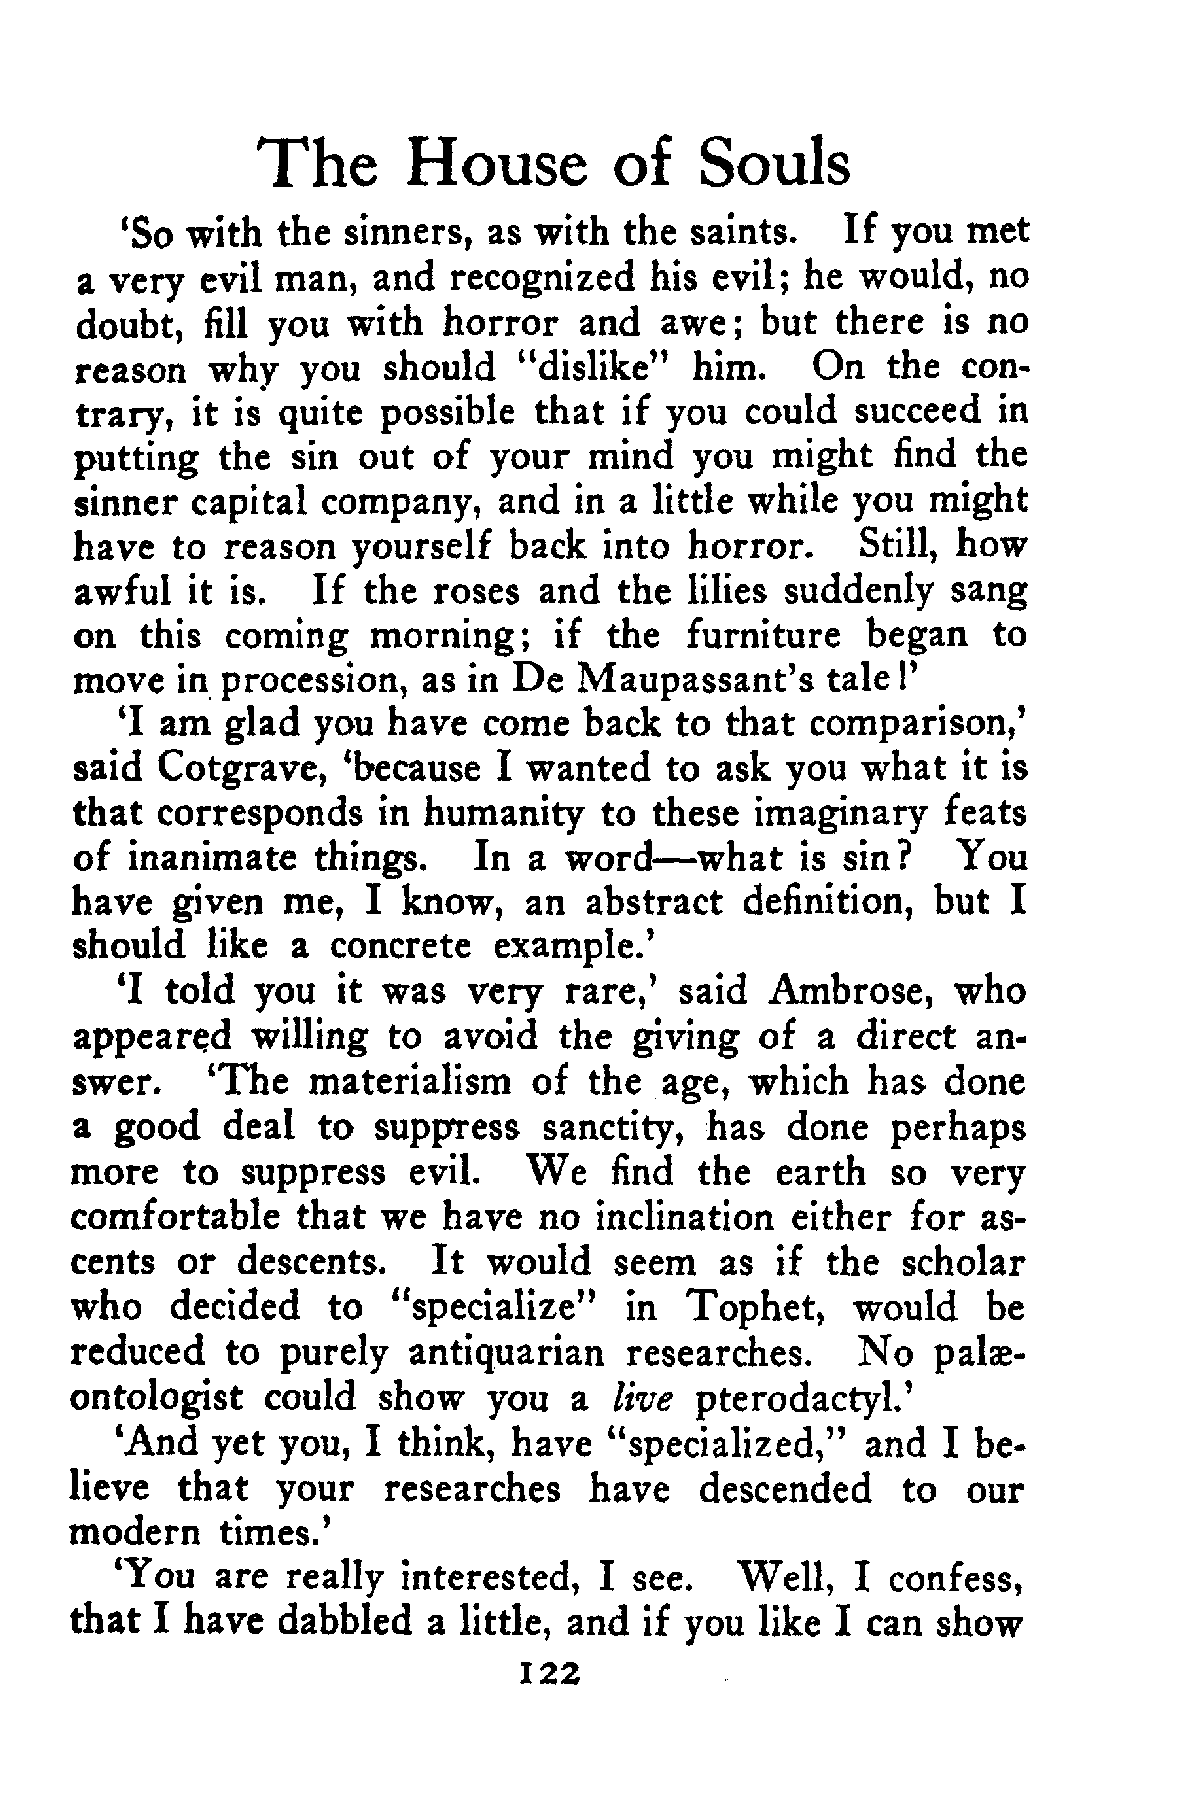 The House of Souls
‘So with the sinners, as with the saints. If you met
a very evil man, and recognized his evil; he would, no
doubt, fill you with horror and awe; but there is no
reason why you should “dislike” him. On the con-
trary, it is quite possible that if you could succeed in
putting the sin out of your mind you might find the
sinner capital company, and in a little while you might
have to reason yourself back into horror. Still, how
awful it is. If the roses and the lilies suddenly sang
on this coming morning; if the furniture began to
move in procession, as in De Maupassant’s tale!’
‘I am glad you have come back to that comparison,’
said Cotgrave, ‘because I wanted to ask you what it is
that corresponds in humanity to these imaginary feats
of inanimate things. In a word—what is sin? You
have given me, I know, an abstract definition, but I
should like a concrete example.’
‘I told you it was very rare,’ said Ambrose, who
appeared willing to avoid the giving of a direct an-
swer. ‘The materialism of the age, which has done
a good deal to suppress sanctity, has done perhaps
more to suppress evil. We find the earth so very
comfortable that we have no inclination either for as-
cents or descents. It would seem as if the scholar
who decided to “specialize” in Tophet, would be
reduced to purely antiquarian researches. No palæ-
ontologist could show you a live pterodactyl.’
‘And yet you, I think, have “specialized,” and I be-
lieve that your researches have descended to our
modern times.’
‘You are really interested, I see. Well, I confess,
that I have dabbled a little, and if you like I can show
122